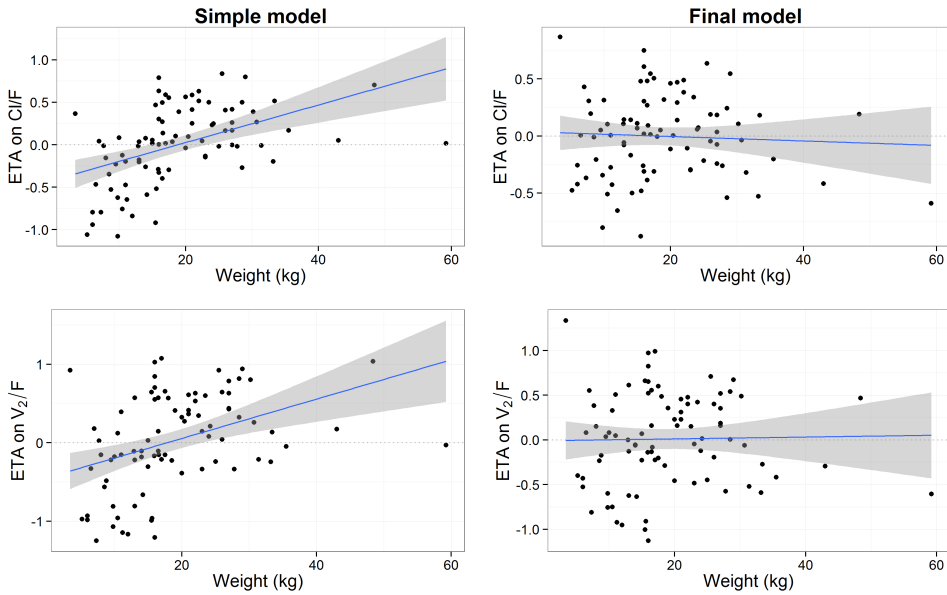 Simple model
Final model
ETA on Cl/F
1.0
0.5
0.0
-0.5
-1.0
20
40
60
Weight (kg)
ETA on Cl/F
0.5
0.0
-0.5
20
40
60
Weight (kg)
ETA on V₂/F
1
0
-1
20
40
60
Weight (kg)
ETA on V₂/F
1.0
0.5
0.0
-0.5
-1.0
20
40
60
Weight (kg)